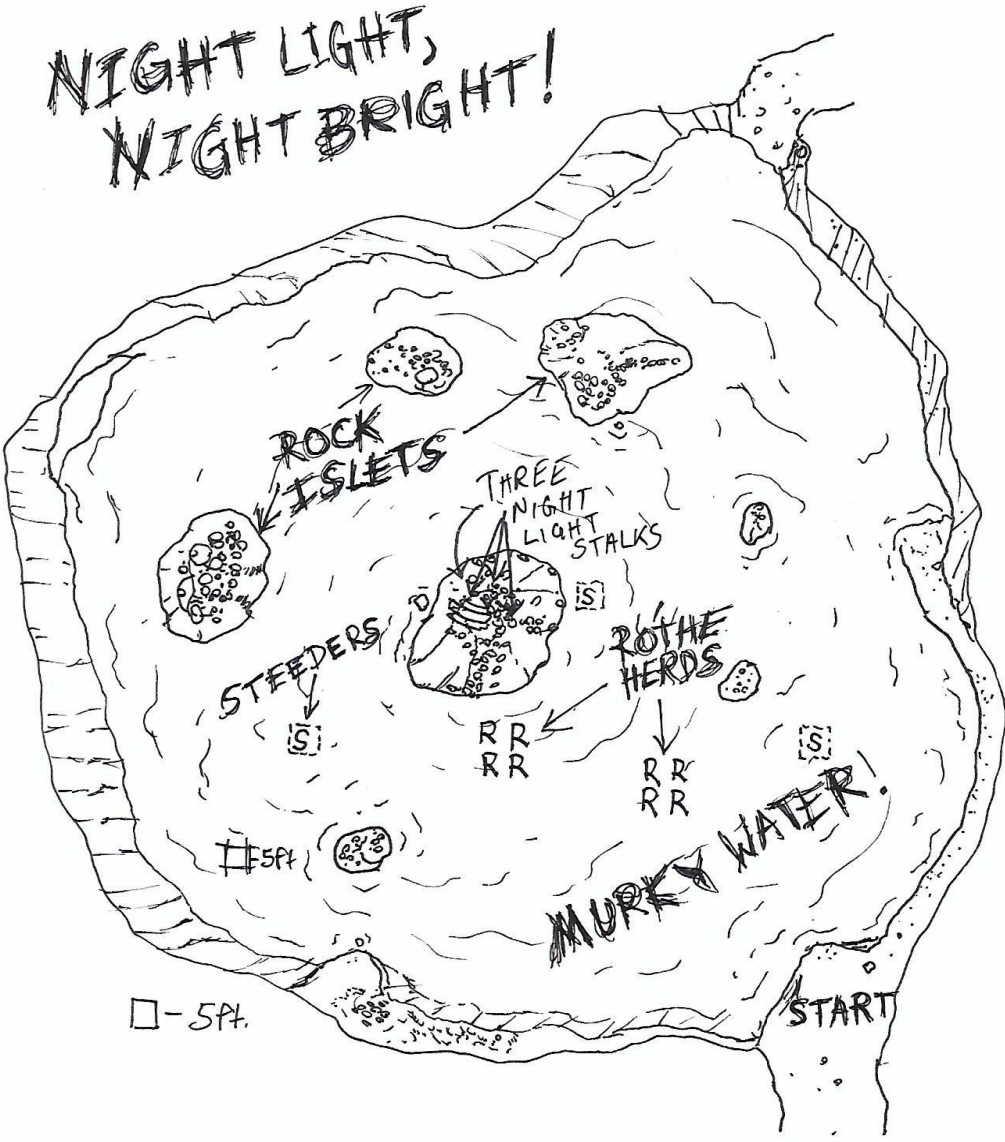 NIGHT LIGHT,
NIGHT BRIGHT!
ROCK
ISLETS
THREE
NIGHT
LIGHT
STALKS
S
STEEDERS
S
ROTHE
HERDS
R R
R R
R R
R R
S
5ft
MURKY WATER!
START
- 5ft.